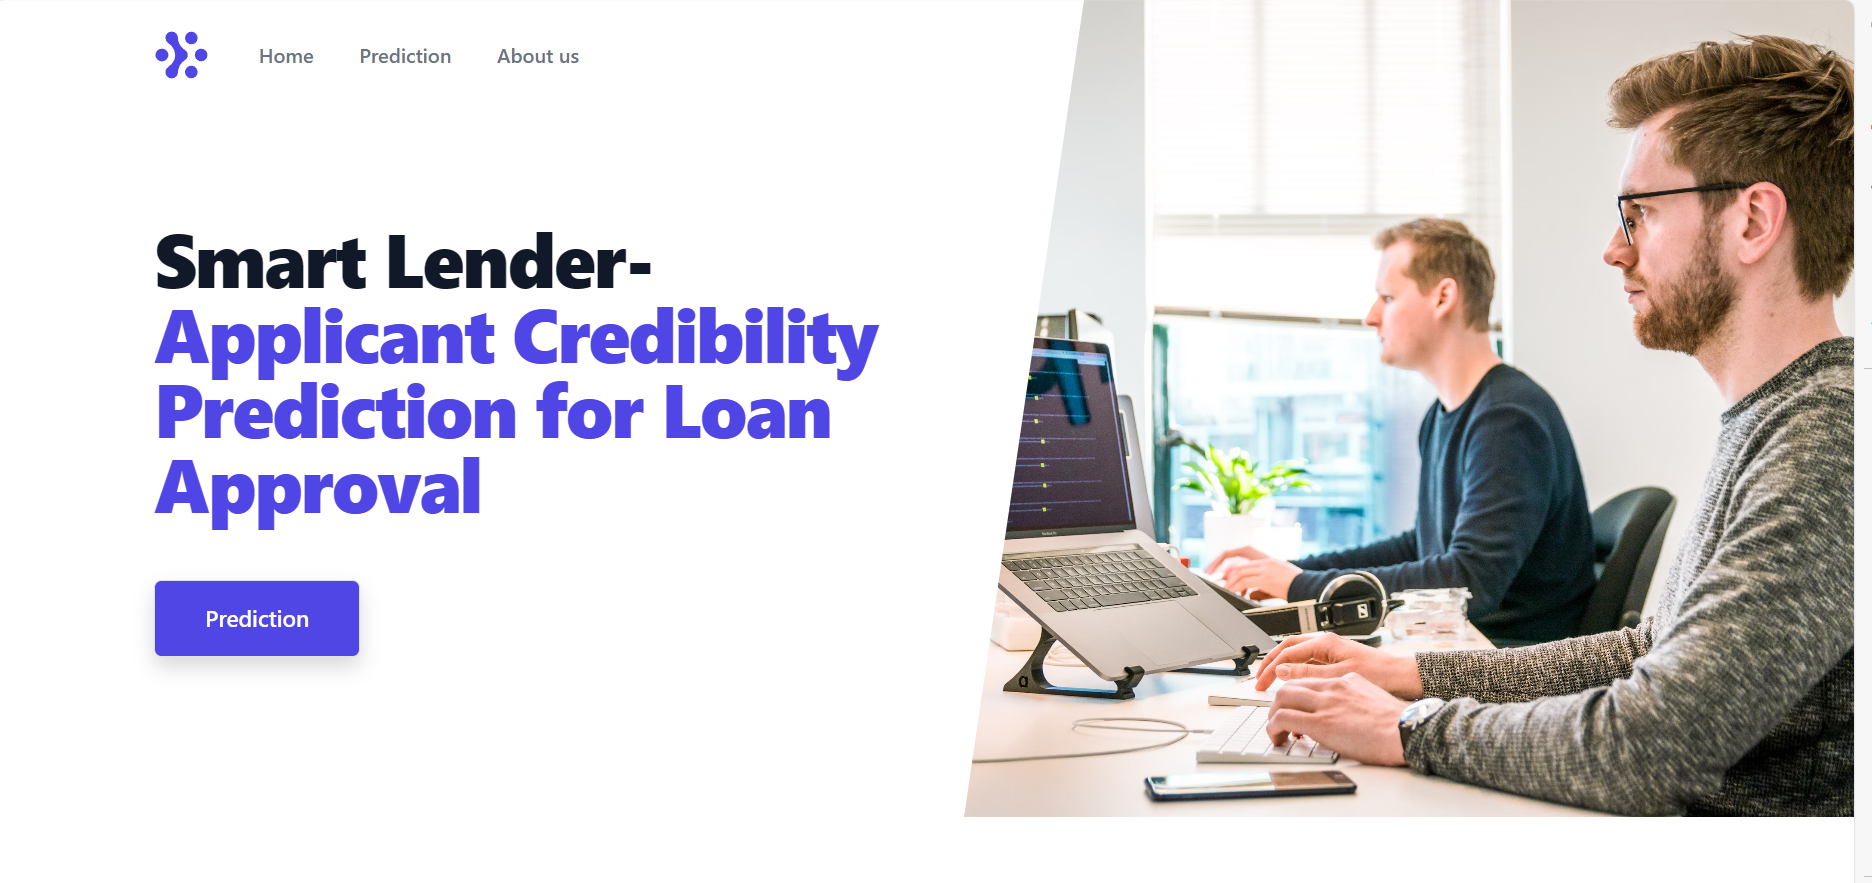 Home Prediction About us
Smart Lender-
Applicant Credibility
Prediction for Loan
Approval
Prediction